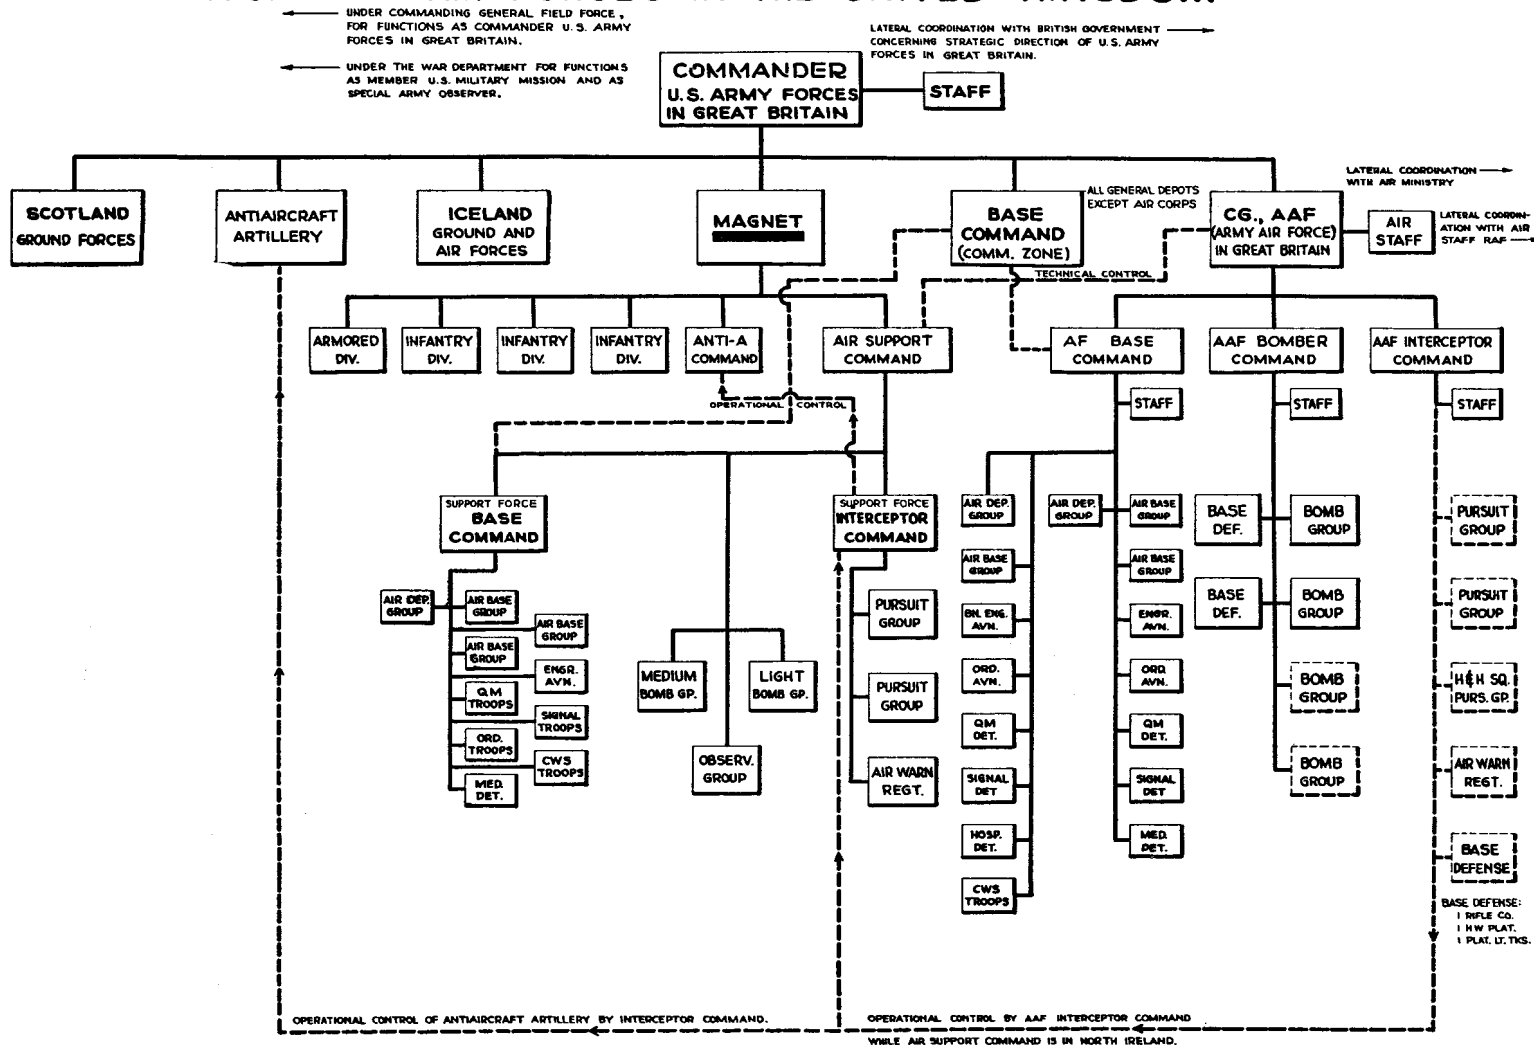 UNDER COMMANDING GENERAL FIELD FORCE,
FOR FUNCTIONS AS COMMANDER U.S. ARMY
FORCES IN GREAT BRITAIN.
UNDER THE WAR DEPARTMENT FOR FUNCTIONS
AS MEMBER U.S. MILITARY MISSION AND AS
SPECIAL ARMY OBSERVER.
LATERAL COORDINATION WITH BRITISH GOVERNMENT
CONCERNING STRATEGIC DIRECTION OF U.S. ARMY
FORCES IN GREAT BRITAIN.
COMMANDER
U.S. ARMY FORCES
IN GREAT BRITAIN
STAFF
SCOTLAND
GROUND FORCES
ANTIAIRCRAFT
ARTILLERY
ICELAND
GROUND AND
AIR FORCES
MAGNET
BASE
COMMAND
(COMM. ZONE)
ALL GENERAL DEPOTS
EXCEPT AIR CORPS
CG., AAF
(ARMY AIR FORCE)
IN GREAT BRITAIN
LATERAL COORDINATION
WITH AIR MINISTRY
AIR
STAFF
LATERAL COORDIN-
ATION WITH AIR
STAFF RAF
TECHNICAL CONTROL
ARMORED
DIV.
INFANTRY
DIV.
INFANTRY
DIV.
INFANTRY
DIV.
ANTI-A
COMMAND
AIR SUPPORT
COMMAND
AF BASE
COMMAND
AAF BOMBER
COMMAND
AAF INTERCEPTOR
COMMAND
OPERATIONAL CONTROL
STAFF
STAFF
STAFF
SUPPORT FORCE
BASE
COMMAND
SUPPORT FORCE
INTERCEPTOR
COMMAND
AIR DEP.
GROUP
AIR BASE
GROUP
AIR BASE
GROUP
AIR BASE
GROUP
ENGR.
AVN.
QM
TROOPS
SIGNAL
TROOPS
ORD.
TROOPS
CWS
TROOPS
MED.
DET.
MEDIUM
BOMB GP.
LIGHT
BOMB GP.
OBSERV.
GROUP
PURSUIT
GROUP
PURSUIT
GROUP
AIR WARN
REGT.
AIR DEP.
GROUP
AIR BASE
GROUP
BN. ENG.
AVN.
ORD.
AVN.
QM
DET.
SIGNAL
DET
HOSP.
DET.
CWS
TROOPS
AIR DEP.
GROUP
AIR BASE
GROUP
AIR BASE
GROUP
ENGR.
AVN.
ORD
AVN.
QM
DET.
SIGNAL
DET
MED.
DET.
BASE
DEF.
BOMB
GROUP
BASE
DEF.
BOMB
GROUP
BOMB
GROUP
BOMB
GROUP
PURSUIT
GROUP
PURSUIT
GROUP
H&H SQ.
PURS. GP.
AIR WARN
REGT.
BASE
DEFENSE
BASE DEFENSE:
1 RIFLE CO.
1 HW PLAT.
1 PLAT. LT. TKS.
OPERATIONAL CONTROL OF ANTIAIRCRAFT ARTILLERY BY INTERCEPTOR COMMAND.
OPERATIONAL CONTROL BY AAF INTERCEPTOR COMMAND
WHILE AIR SUPPORT COMMAND IS IN NORTH IRELAND.